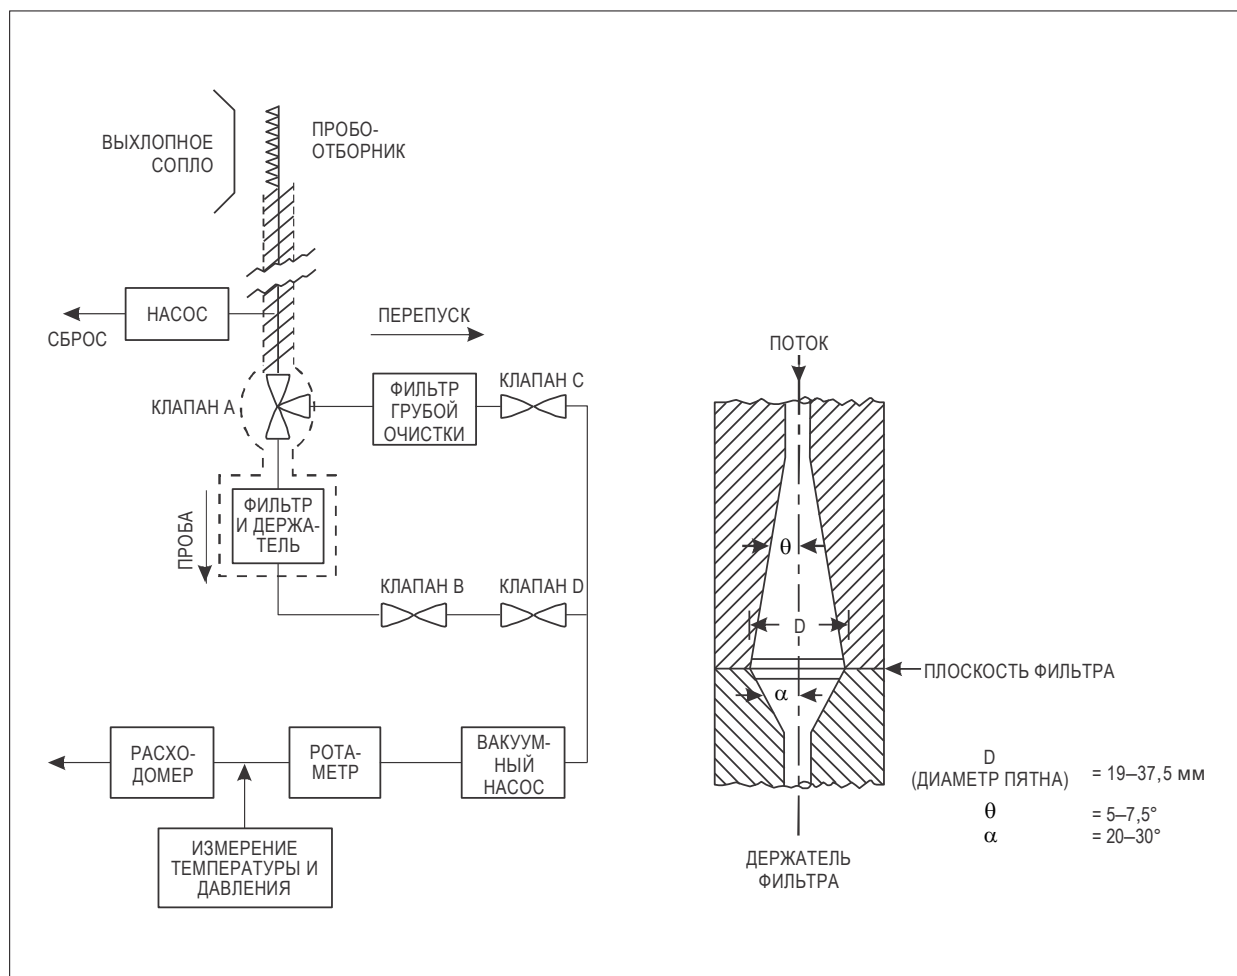 ВЫХЛОПНОЕ
СОПЛО
ПРОБО-
ОТБОРНИК
НАСОС
СБРОС
ПЕРЕПУСК
КЛАПАН А
ФИЛЬТР
ГРУБОЙ
ОЧИСТКИ
КЛАПАН С
ПРОБА
ФИЛЬТР
И ДЕРЖА-
ТЕЛЬ
КЛАПАН В
КЛАПАН D
РАСХО-
ДОМЕР
РОТА-
МЕТР
ВАКУУМ-
НЫЙ
НАСОС
ИЗМЕРЕНИЕ
ТЕМПЕРАТУРЫ И
ДАВЛЕНИЯ
ПОТОК
θ
D
ПЛОСКОСТЬ ФИЛЬТРА
α
ДЕРЖАТЕЛЬ
ФИЛЬТРА
D
(ДИАМЕТР ПЯТНА) = 19–37,5 мм
θ = 5–7,5°
α = 20–30°